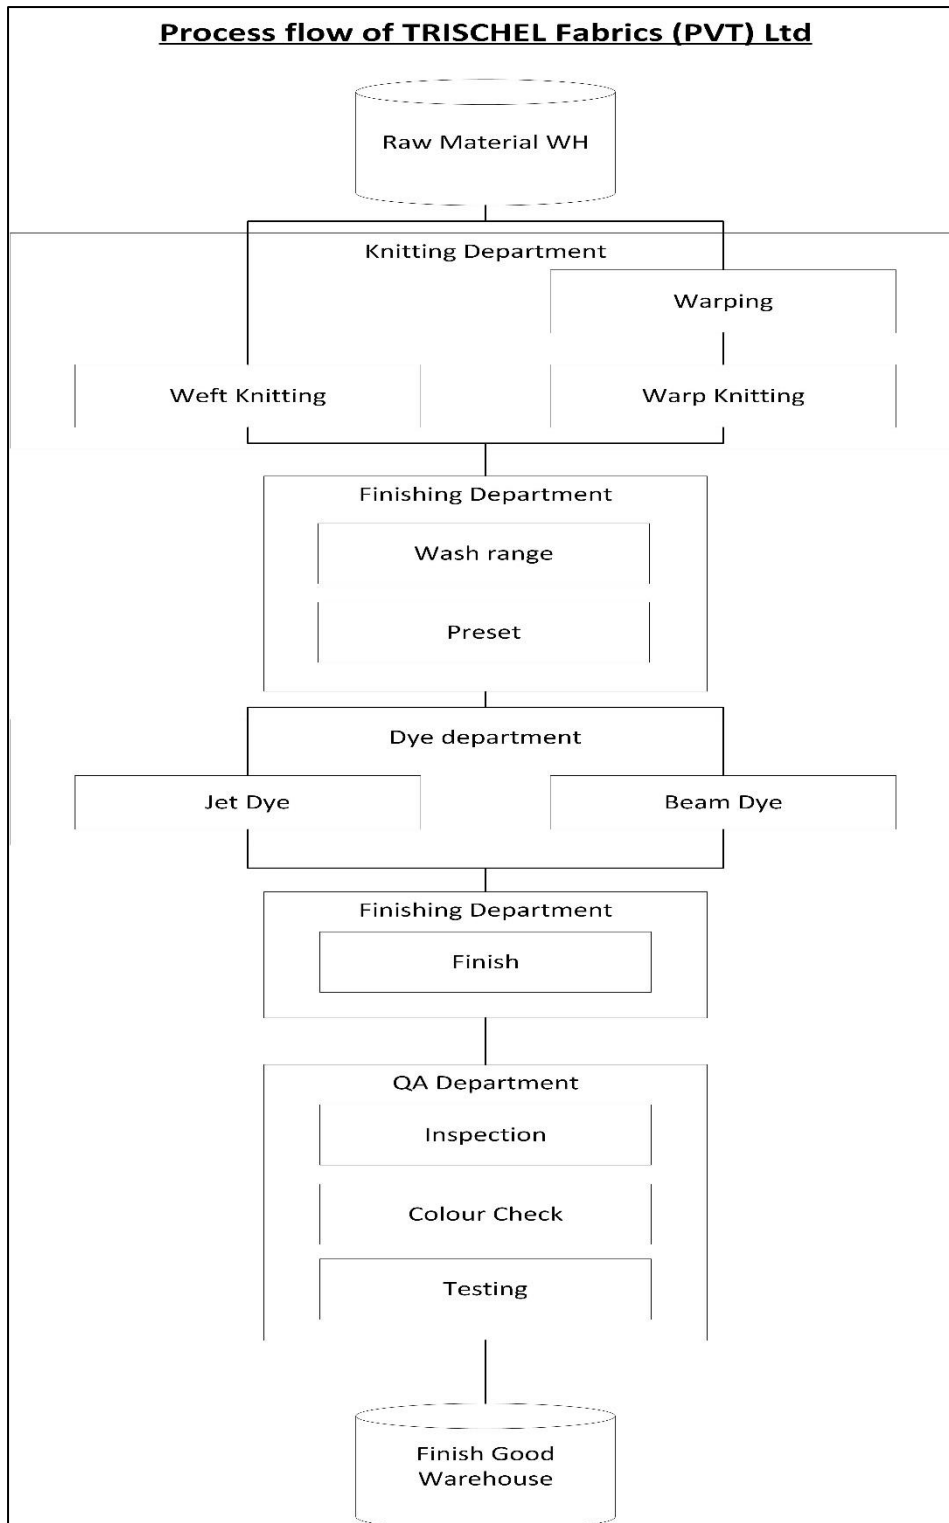 Process flow of TRISCHEL Fabrics (PVT) Ltd
Raw Material WH
Knitting Department
Warping
Weft Knitting
Warp Knitting
Finishing Department
Wash range
Preset
Dye department
Jet Dye
Beam Dye
Finishing Department
Finish
QA Department
Inspection
Colour Check
Testing
Finish Good
Warehouse